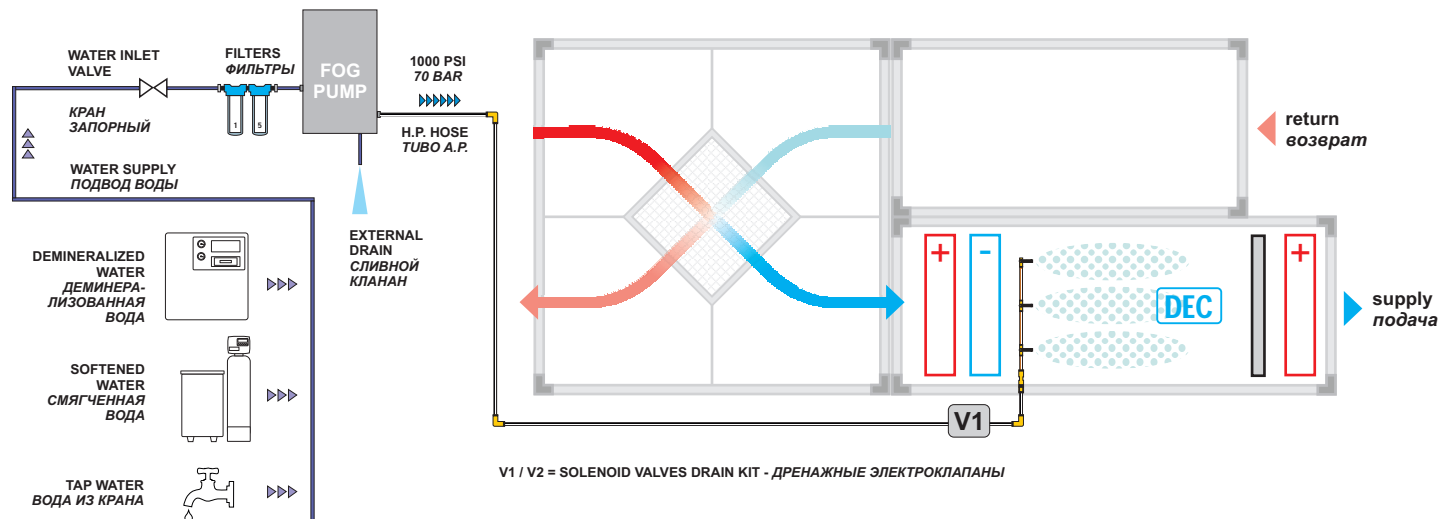 WATER INLET
VALVE
КРАН
ЗАПОРНЫЙ
FILTERS
ФИЛЬТРЫ
1
5
FOG
PUMP
1000 PSI
70 BAR
H.P. HOSE
TUBO A.P.
WATER SUPPLY
ПОДВОД ВОДЫ
EXTERNAL
DRAIN
СЛИВНОЙ
КЛАНАН
DEMINERALIZED
WATER
ДЕМИНЕРА-
ЛИЗОВАННАЯ
ВОДА
SOFTENED
WATER
СМЯГЧЕННАЯ
ВОДА
TAP WATER
ВОДА ИЗ КРАНА
return
возврат
+
-
DEC
+
supply
подача
V1
V1 / V2 = SOLENOID VALVES DRAIN KIT - ДРЕНАЖНЫЕ ЭЛЕКТРОКЛАПАНЫ